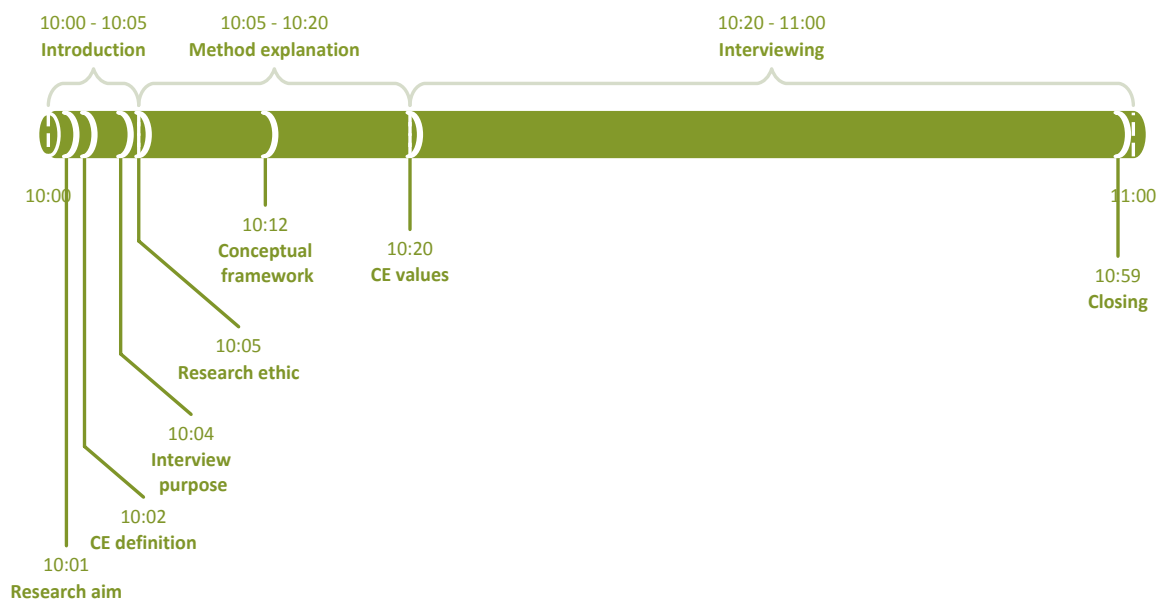 10:00 - 10:05
Introduction
10:05 - 10:20
Method explanation
10:20 - 11:00
Interviewing
10:00
11:00
10:12
Conceptual
framework
10:20
CE values
10:59
Closing
10:05
Research ethic
10:04
Interview
purpose
10:02
CE definition
10:01
Research aim